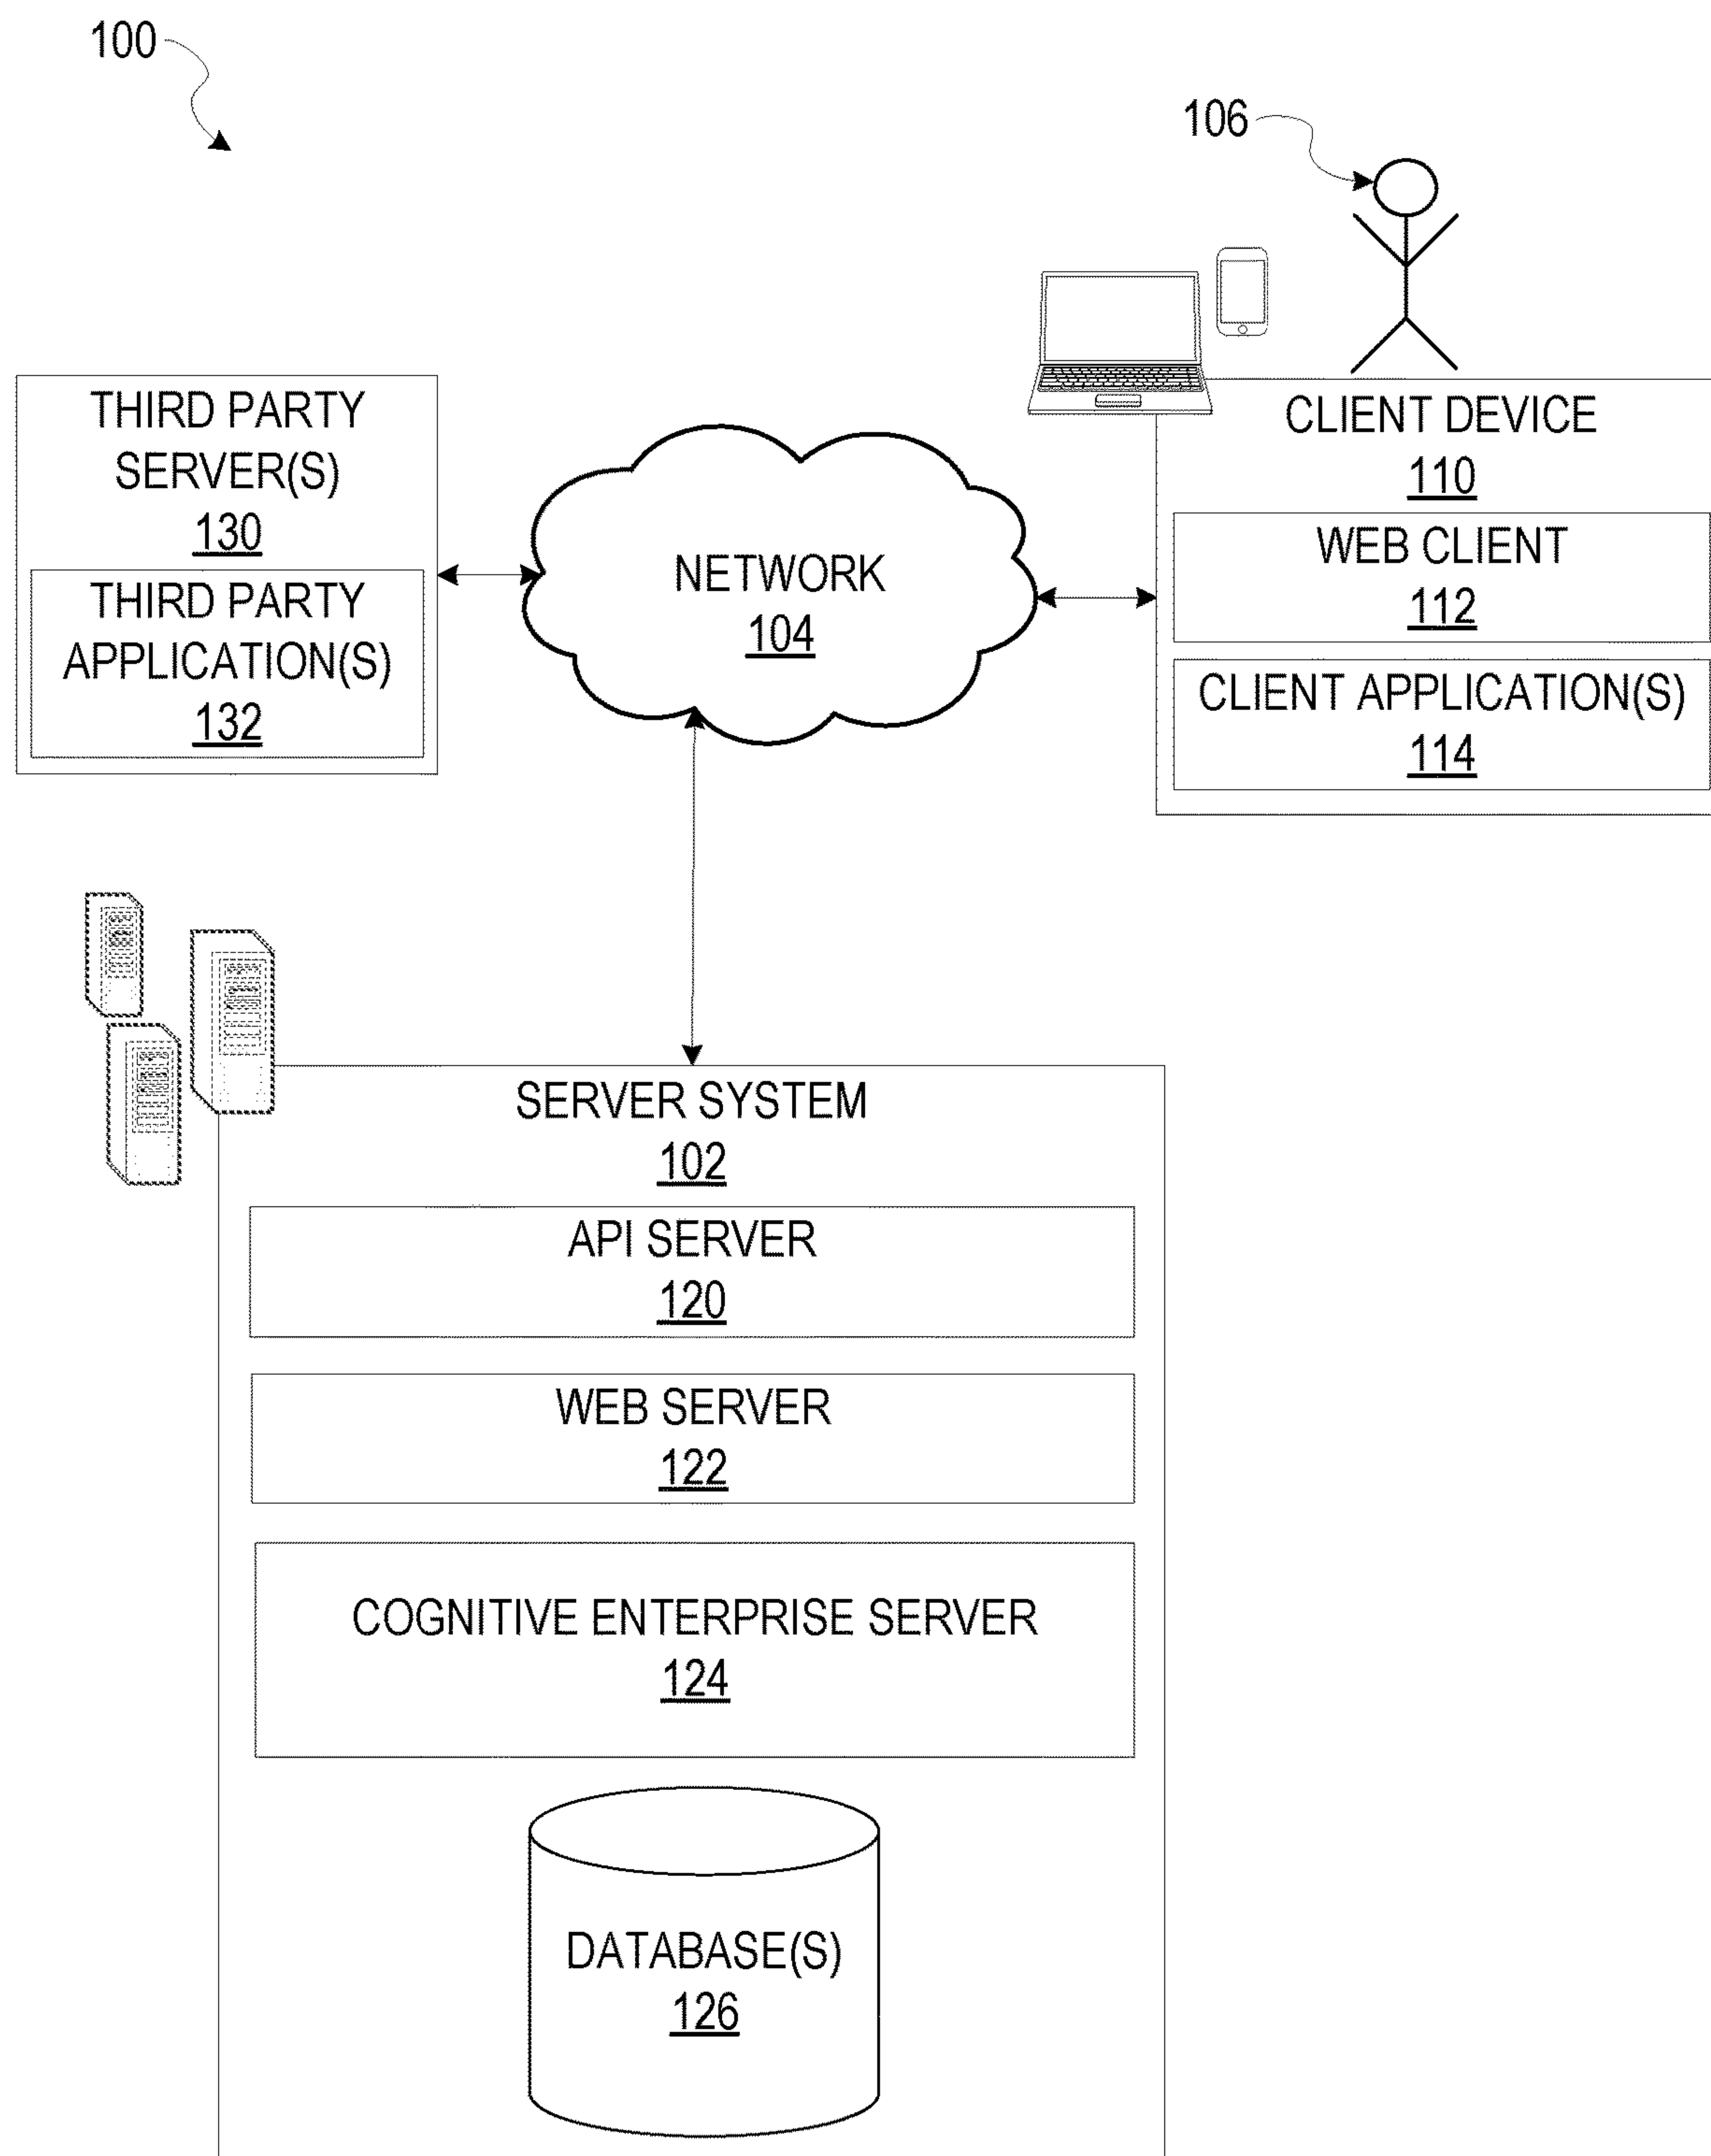 100
106
THIRD PARTY
SERVER(S)
130
THIRD PARTY
APPLICATION(S)
132
NETWORK
104
CLIENT DEVICE
110
WEB CLIENT
112
CLIENT APPLICATION(S)
114
SERVER SYSTEM
102
API SERVER
120
WEB SERVER
122
COGNITIVE ENTERPRISE SERVER
124
DATABASE(S)
126